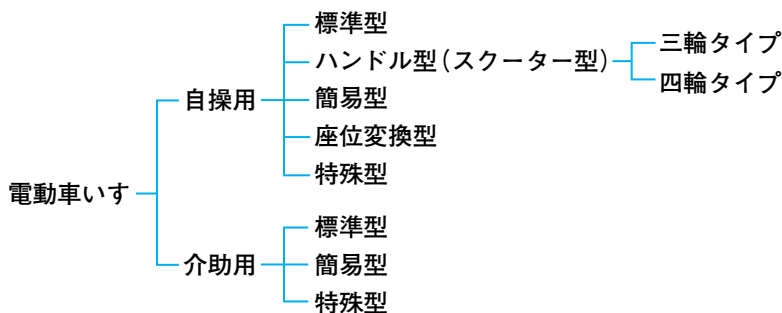 標準型
ハンドル型(スクーター型)
三輪タイプ
四輪タイプ
自操用
簡易型
座位変換型
特殊型
電動車いす
標準型
介助用
簡易型
特殊型